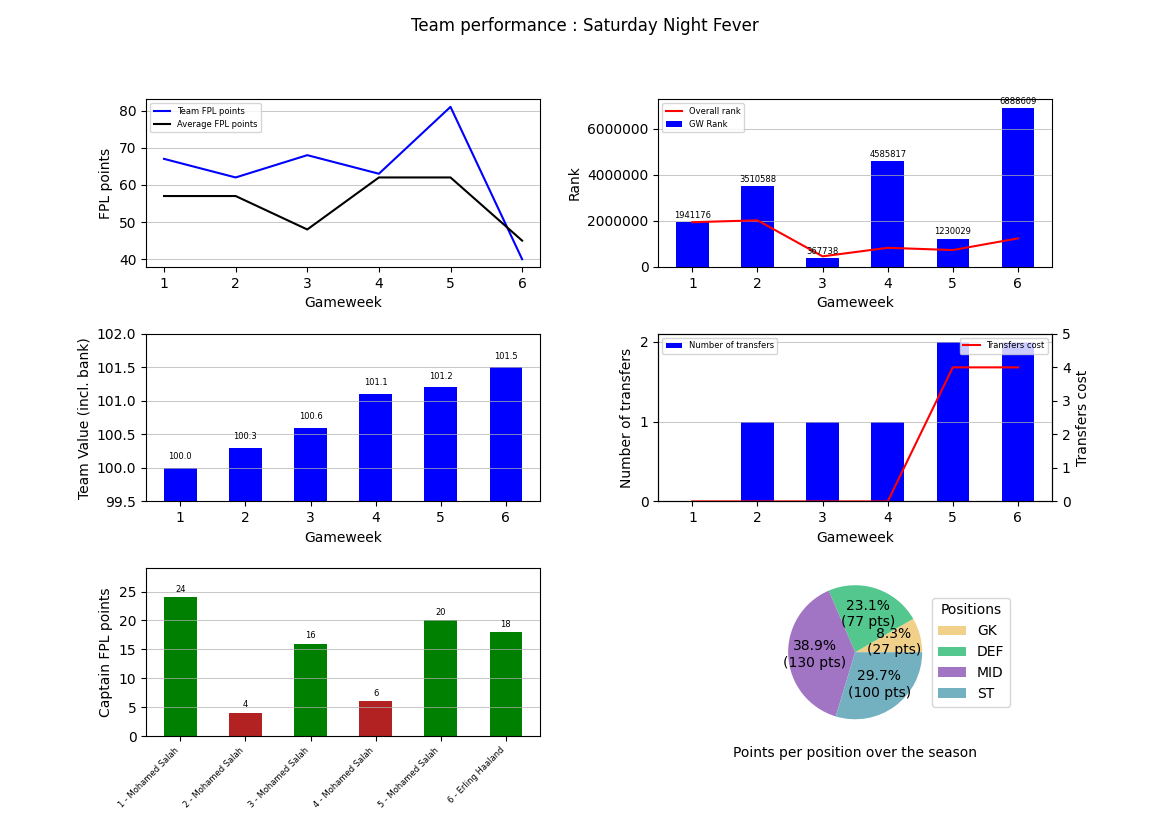 Team performance : Saturday Night Fever
Team FPL points
Average FPL points
FPL points
80
70
60
50
40
1 2 3 4 5 6
Gameweek
Overall rank
GW Rank
Rank
6000000
4000000
2000000
0
1941176
3510588
367738
4585817
1230029
6888609
1 2 3 4 5 6
Gameweek
Team Value (incl. bank)
102.0
101.5
101.0
100.5
100.0
99.5
100.0
100.3
100.6
101.1
101.2
101.5
1 2 3 4 5 6
Gameweek
Number of transfers
Transfers cost
Number of transfers
2
1
0
5
4
3
2
1
0
Transfers cost
1 2 3 4 5 6
Gameweek
Captain FPL points
25
20
15
10
5
0
24
4
16
6
20
18
1 - Mohamed Salah
2 - Mohamed Salah
3 - Mohamed Salah
4 - Mohamed Salah
5 - Mohamed Salah
6 - Erling Haaland
23.1%
(77 pts)
8.3%
(27 pts)
38.9%
(130 pts)
29.7%
(100 pts)
Positions
GK
DEF
MID
ST
Points per position over the season